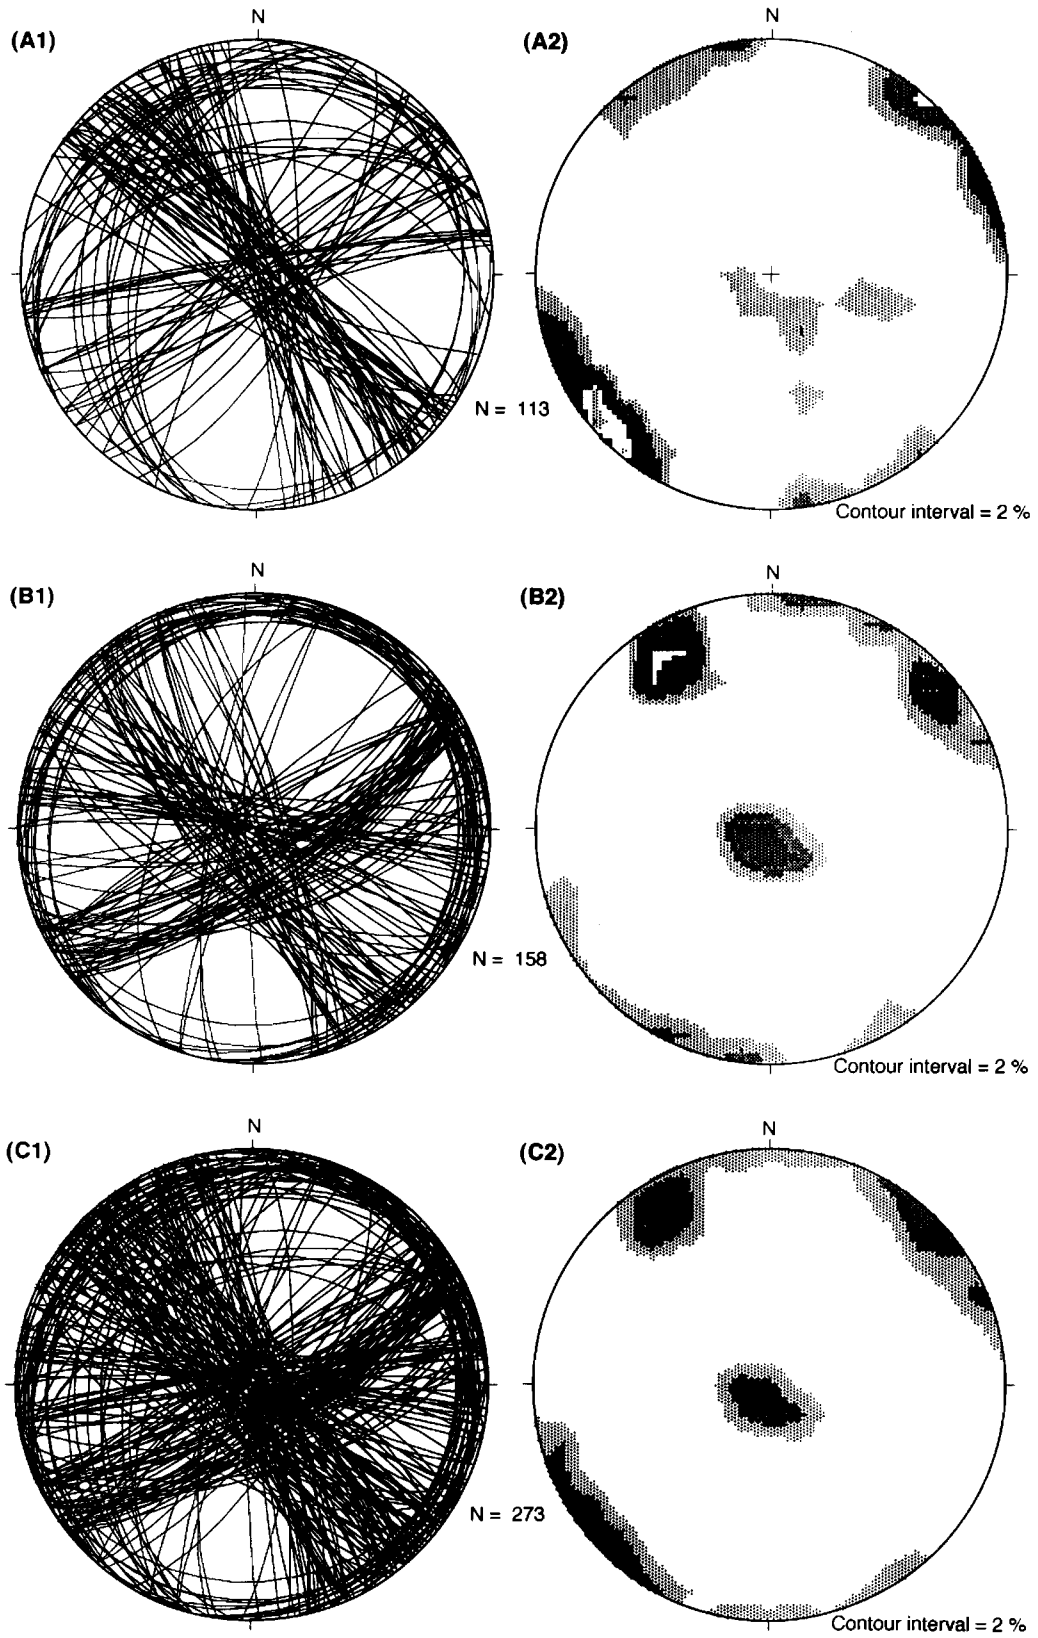 N
N
(A1)
(A2)
N = 113
Contour interval = 2 %
N
N
(B1)
(B2)
N = 158
Contour interval = 2 %
N
N
(C1)
(C2)
N = 273
Contour interval = 2 %